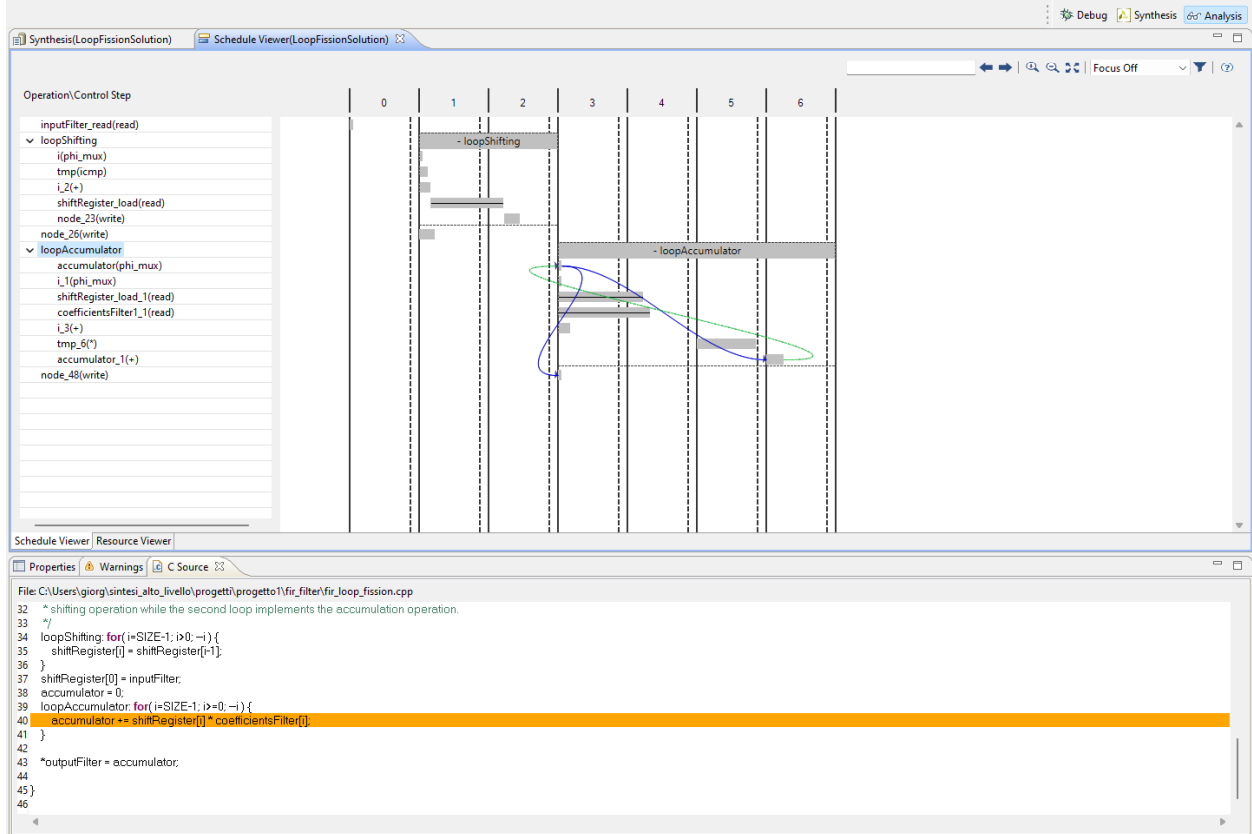 Debug Synthesis Analysis
Synthesis(LoopFissionSolution) Schedule Viewer(LoopFissionSolution)
Focus Off
Operation\Control Step 0 1 2 3 4 5 6
inputFilter_read(read)
loopShifting - loopShifting
i(phi_mux)
tmp(icmp)
i_2(+)
shiftRegister_load(read)
node_23(write)
node_26(write)
loopAccumulator - loopAccumulator
accumulator(phi_mux)
i_1(phi_mux)
shiftRegister_load_1(read)
coefficientsFilter1_1(read)
i_3(+)
tmp_6(*)
accumulator_1(+)
node_48(write)
Schedule Viewer Resource Viewer
Properties Warnings C Source
File: C:\Users\giorg\sintesi_alto_livello\progetti\progetto1\fir_filter\fir_loop_fission.cpp
32 * shifting operation while the second loop implements the accumulation operation.
33 */
34 loopShifting: for( i=SIZE-1; i>0; --i ) {
35 shiftRegister[i] = shiftRegister[i-1];
36 }
37 shiftRegister[0] = inputFilter;
38 accumulator = 0;
39 loopAccumulator: for( i=SIZE-1; i>=0; --i ) {
40 accumulator += shiftRegister[i] * coefficientsFilter[i];
41 }
42
43 *outputFilter = accumulator;
44
45 }
46